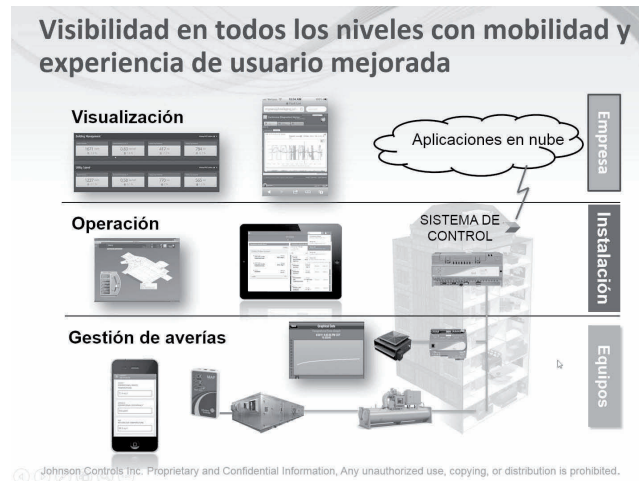 Visibilidad en todos los niveles con mobilidad y
experiencia de usuario mejorada
Visualización
Aplicaciones en nube
Empresa
Operación
SISTEMA DE
CONTROL
Instalación
Gestión de averías
Equipos
Johnson Controls Inc. Proprietary and Confidential Information, Any unauthorized use, copying, or distribution is prohibited.